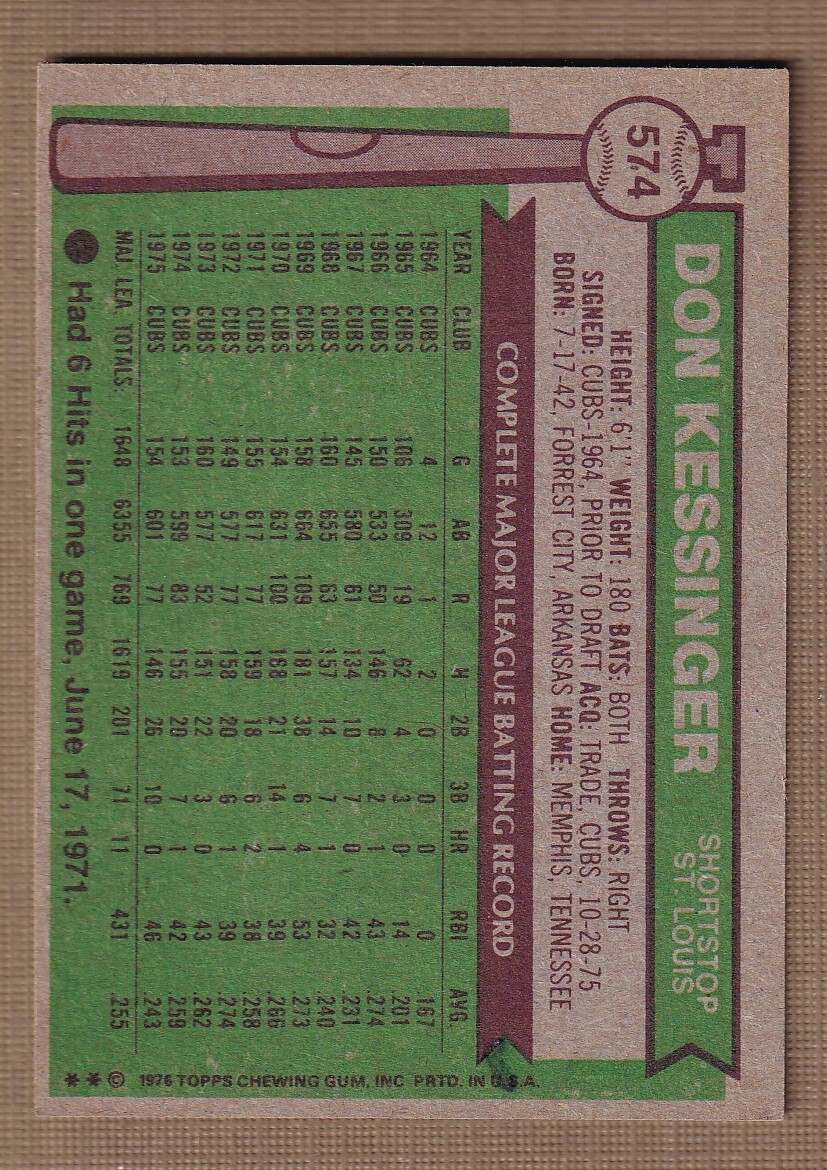 574
DON KESSINGER
SHORTSTOP
ST. LOUIS
HEIGHT: 6'1" WEIGHT: 180 BATS: BOTH THROWS: RIGHT
SIGNED: CUBS-1964, PRIOR TO DRAFT ACQ: TRADE, CUBS, 10-28-75
BORN: 7-17-42, FORREST CITY, ARKANSAS HOME: MEMPHIS, TENNESSEE
COMPLETE MAJOR LEAGUE BATTING RECORD
YEAR CLUB G AB R H 2B 3B HR RBI AVG.
1964 CUBS 4 12 1 2 0 0 0 0 .167
1965 CUBS 106 309 19 62 4 3 0 14 .201
1966 CUBS 150 533 50 146 8 2 1 43 .274
1967 CUBS 145 580 61 134 10 7 0 42 .231
1968 CUBS 160 655 63 157 14 7 1 32 .240
1969 CUBS 158 664 109 181 38 6 4 53 .273
1970 CUBS 154 631 100 168 21 14 1 39 .266
1971 CUBS 155 617 77 159 18 6 2 38 .258
1972 CUBS 149 577 77 158 20 6 1 39 .274
1973 CUBS 160 577 52 151 22 3 0 43 .262
1974 CUBS 153 599 83 155 20 7 1 42 .259
1975 CUBS 154 601 77 146 26 10 0 46 .243
MAJ. LEA. TOTALS: 1648 6355 769 1619 201 71 11 431 .255
Had 6 Hits in one game, June 17, 1971.
**© 1976 TOPPS CHEWING GUM, INC PRTD. IN U.S.A.